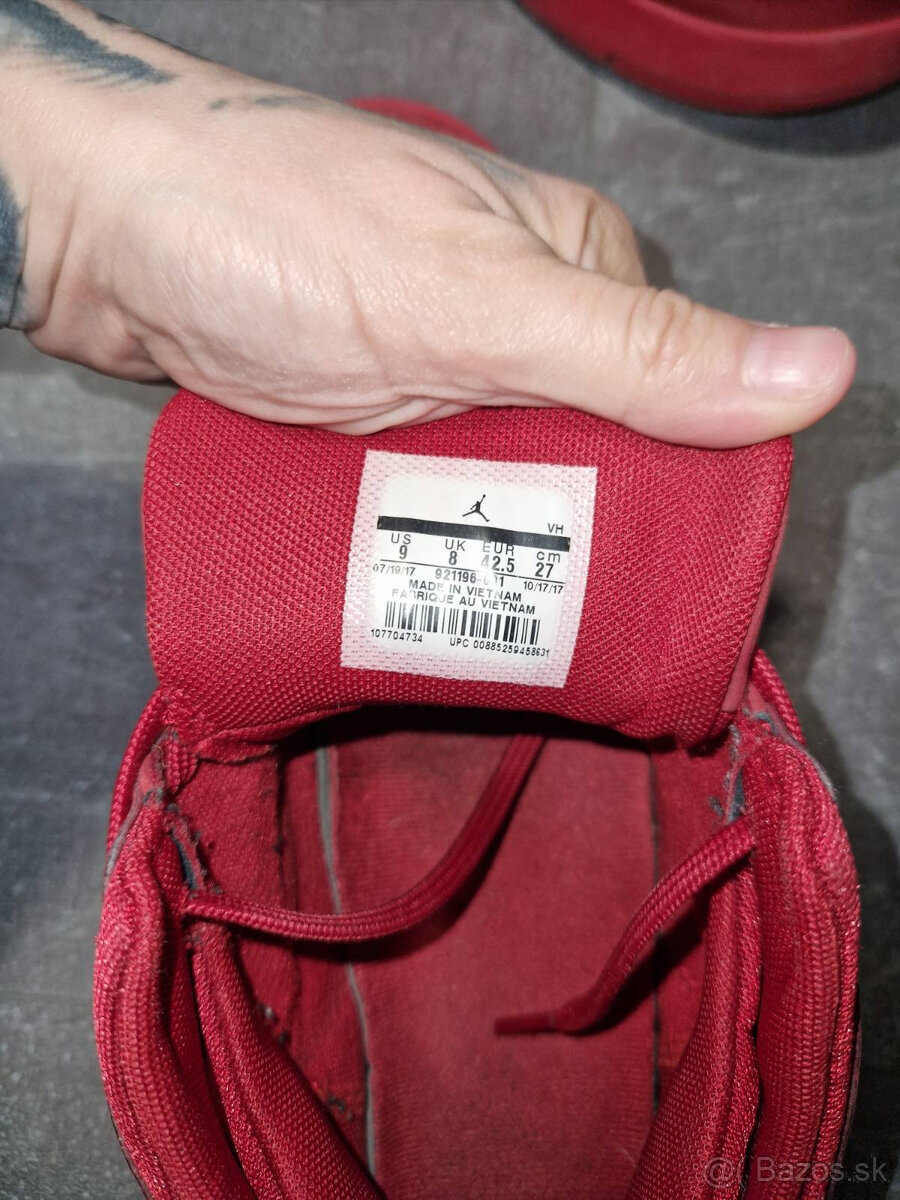 VH
US UK EUR cm
9 8 42.5 27
07/19/17 921196-601 10/17/17
MADE IN VIETNAM
FABRIQUE AU VIETNAM
107704734 UPC 00885259458631
Bazos.sk